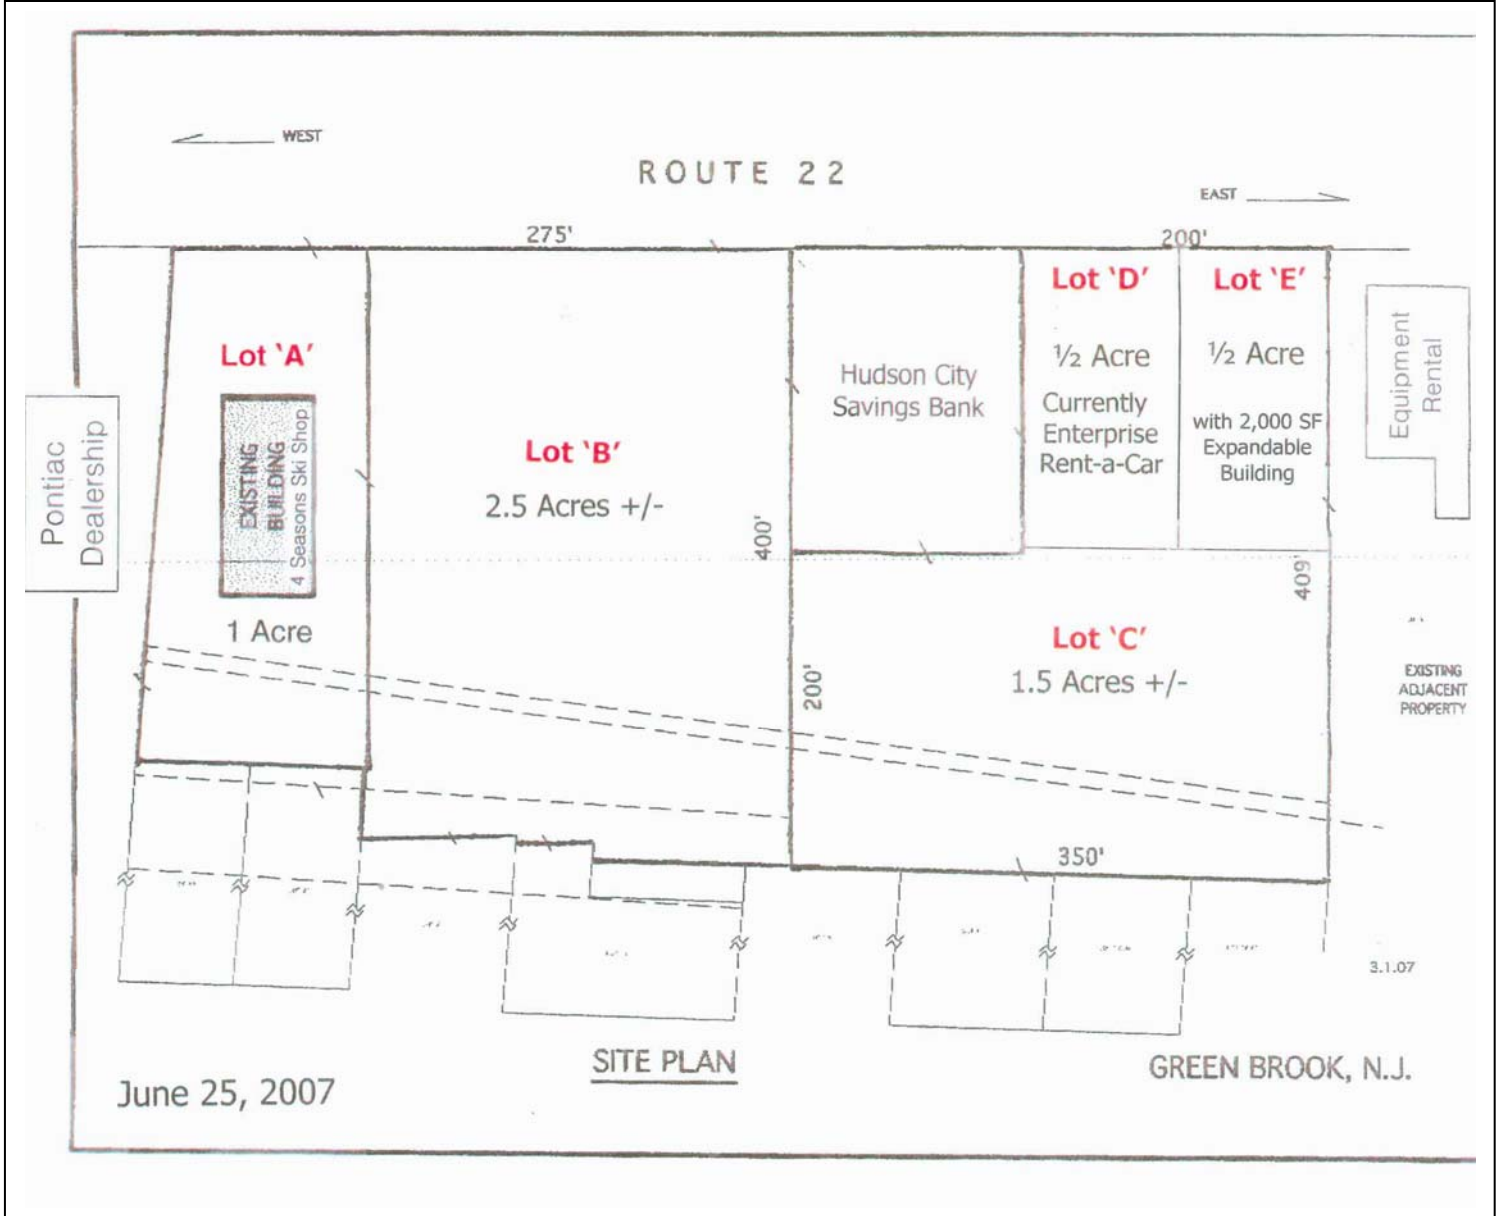 WEST
ROUTE 22
EAST
275'
200'
Lot 'A'
Lot 'B'
2.5 Acres +/-
Hudson City
Savings Bank
Lot 'D'
½ Acre
Currently
Enterprise
Rent-a-Car
Lot 'E'
½ Acre
with 2,000 SF
Expandable
Building
Equipment
Rental
Pontiac
Dealership
EXISTING
BUILDING
4 Seasons Ski Shop
1 Acre
400'
409'
200'
Lot 'C'
1.5 Acres +/-
EXISTING
ADJACENT
PROPERTY
350'
3.1.07
SITE PLAN
GREEN BROOK, N.J.
June 25, 2007